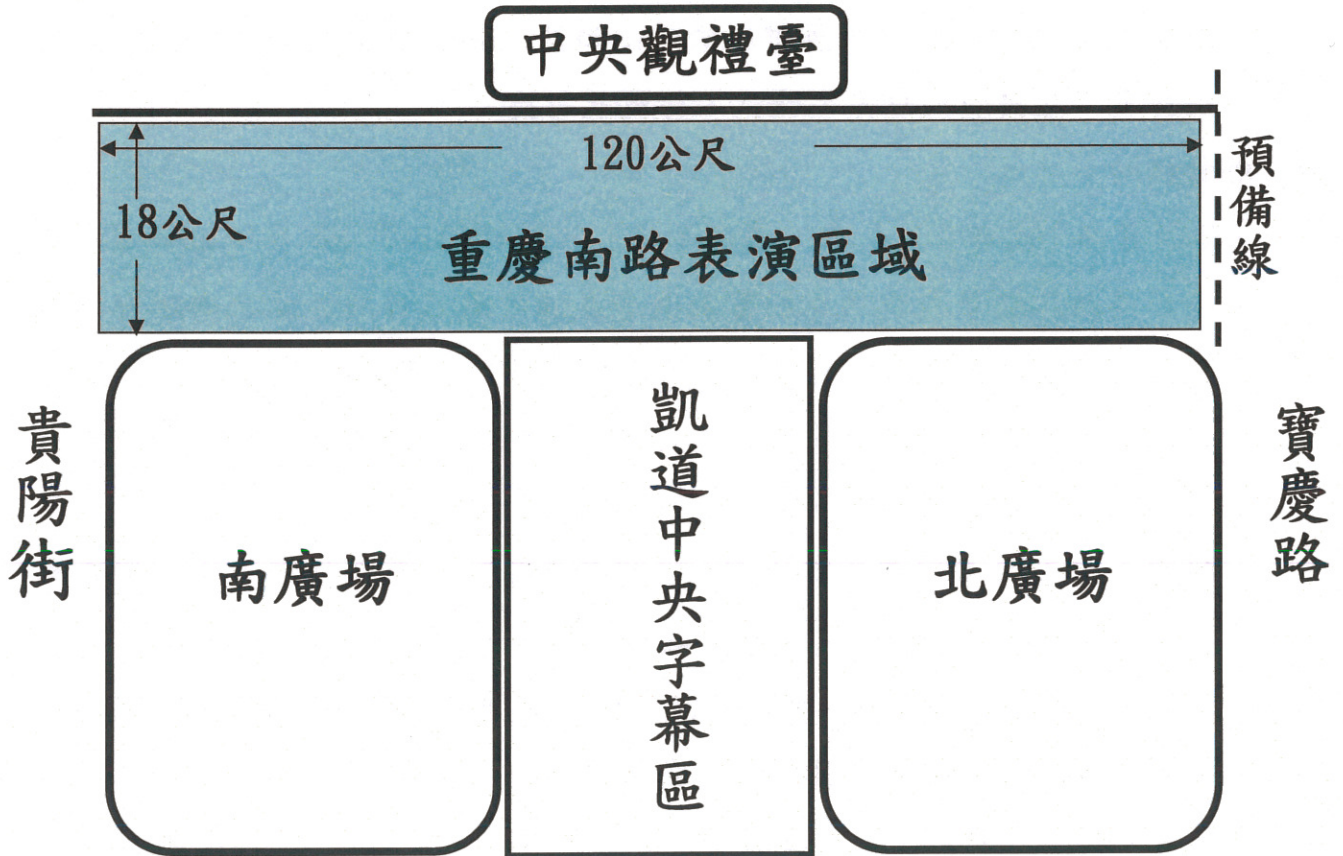 中央觀禮臺
120公尺
18公尺
重慶南路表演區域
預備線
貴陽街
南廣場
凱道中央字幕區
北廣場
寶慶路